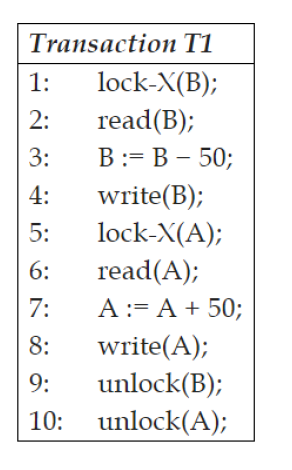 Transaction T1
1: lock-X(B);
2: read(B);
3: B := B − 50;
4: write(B);
5: lock-X(A);
6: read(A);
7: A := A + 50;
8: write(A);
9: unlock(B);
10: unlock(A);